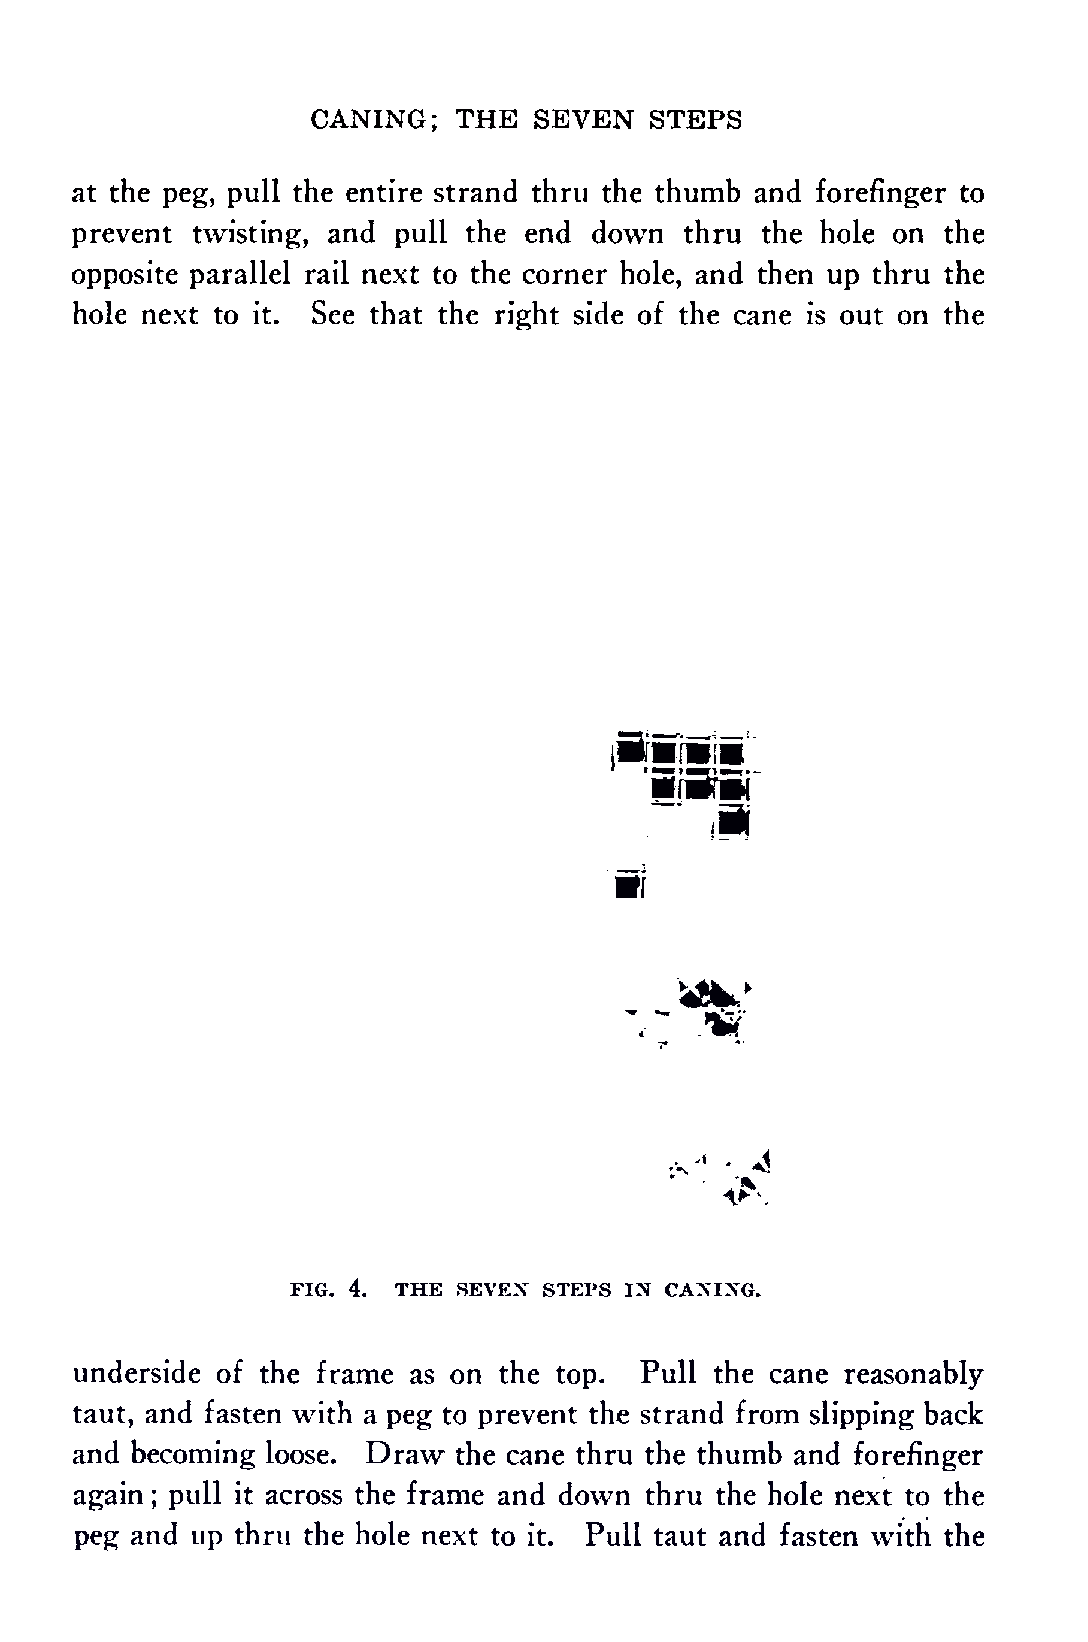 CANING; THE SEVEN STEPS
at the peg, pull the entire strand thru the thumb and forefinger to
prevent twisting, and pull the end down thru the hole on the
opposite parallel rail next to the corner hole, and then up thru the
hole next to it. See that the right side of the cane is out on the
FIG. 4. THE SEVEN STEPS IN CANING.
underside of the frame as on the top. Pull the cane reasonably
taut, and fasten with a peg to prevent the strand from slipping back
and becoming loose. Draw the cane thru the thumb and forefinger
again; pull it across the frame and down thru the hole next to the
peg and up thru the hole next to it. Pull taut and fasten with the